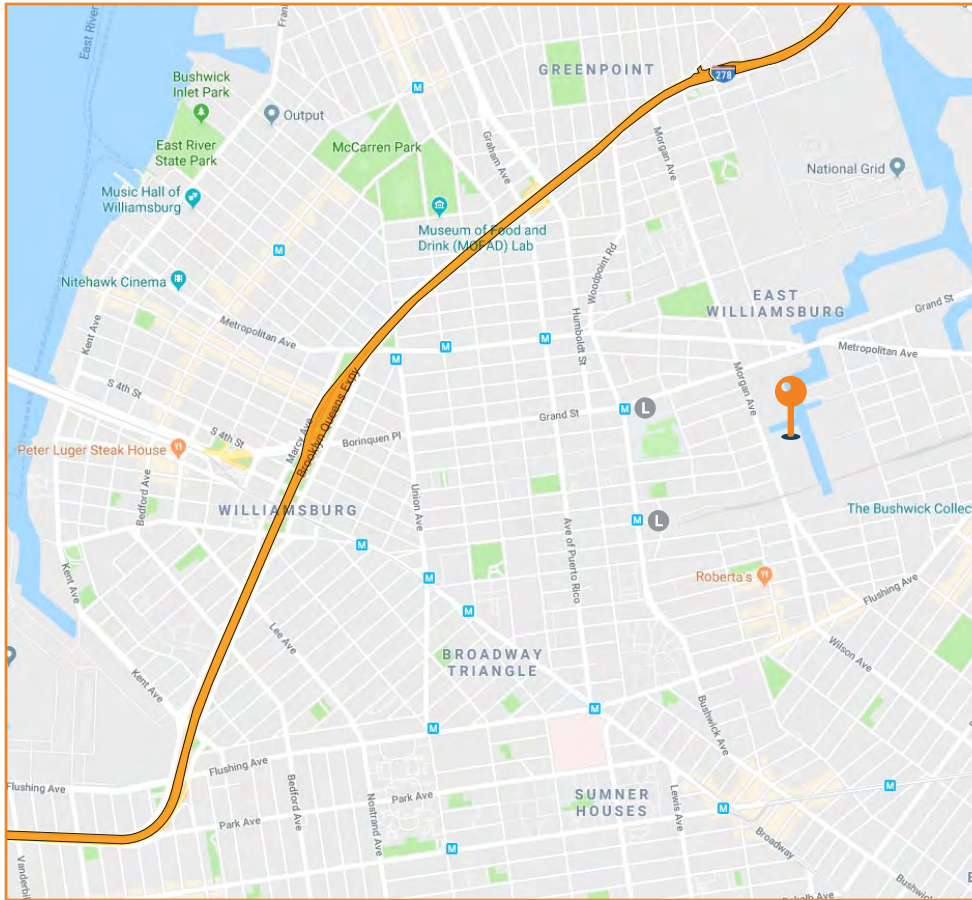 East River
Fran
Bushwick
Inlet Park
Output
East River
State Park
McCarren Park
GREENPOINT
278
M
Graham Ave
Morgan Ave
National Grid
Music Hall of
Williamsburg
Museum of Food and
Drink (MOFAD) Lab
M
Woodpoint Rd
Nitehawk Cinema
EAST
WILLIAMSBURG
Grand St
Kent Ave
Metropolitan Ave
Humboldt St
M
M
M
Metropolitan Ave
S 4th St
Morgan Ave
Marcy Ave
Brooklyn Queens Expy
Grand St
M
L
S 4th St
Borinquen Pl
Peter Luger Steak House
Bedford Ave
Union Ave
WILLIAMSBURG
The Bushwick Collec
Ave of Puerto Rico
M
L
M
M
Kent Ave
Roberta's
Flushing Ave
M
Lee Ave
Wilson Ave
BROADWAY
TRIANGLE
Kent Ave
M
M
Bushwick Ave
Flushing Ave
Flushing Ave
Bedford Ave
Nostrand Ave
Park Ave
SUMNER
HOUSES
Lewis Ave
M
M
Park Ave
Broadway
M
Vanderbil
Bushwick